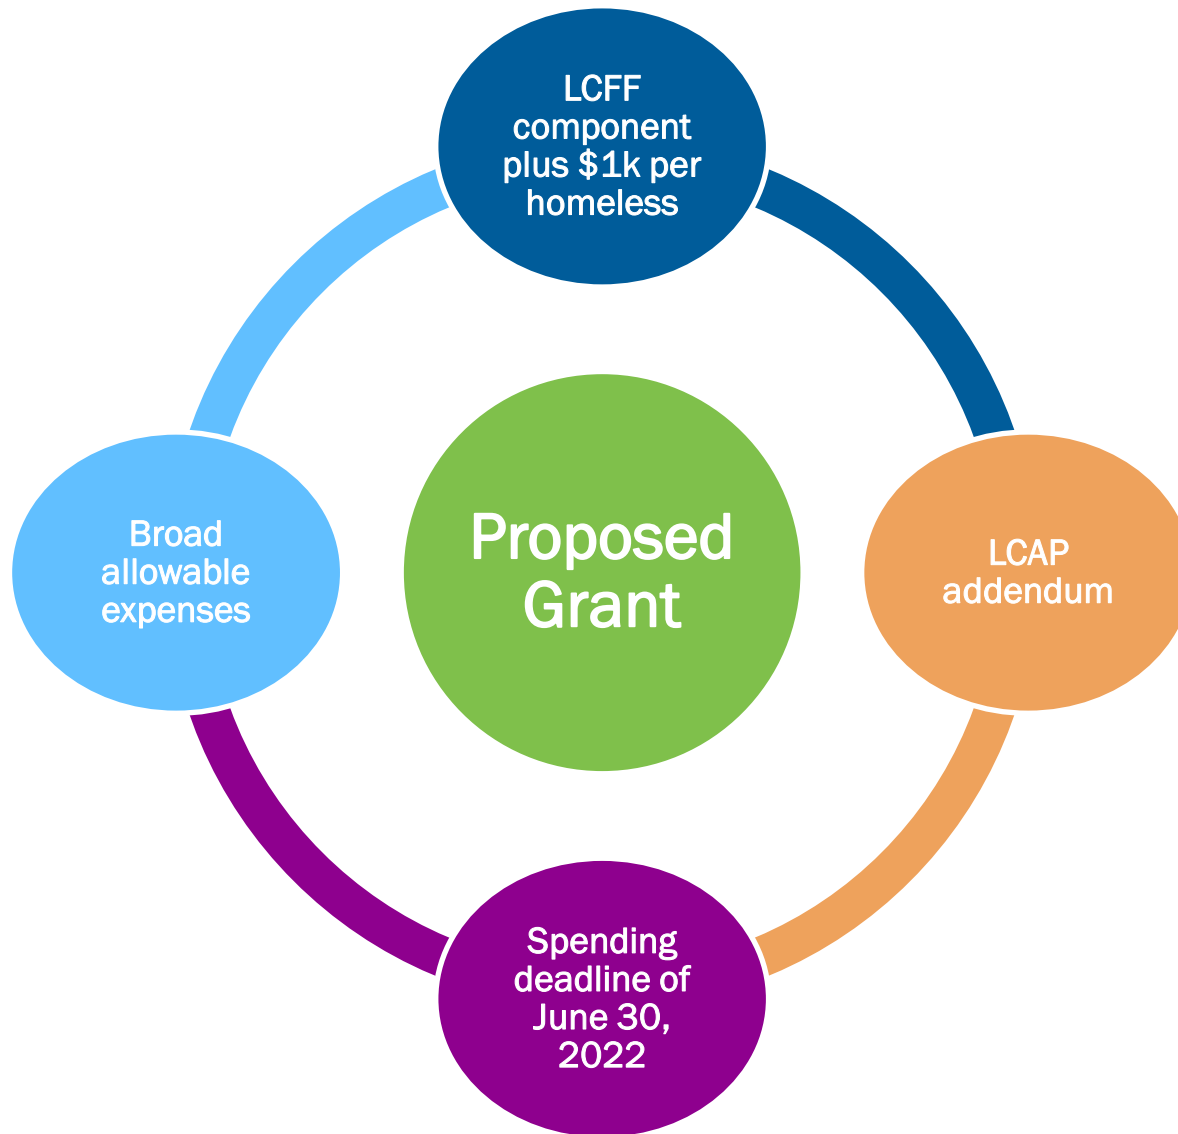 LCFF
component
plus $1k per
homeless
Broad
allowable
expenses
Proposed
Grant
LCAP
addendum
Spending
deadline of
June 30,
2022